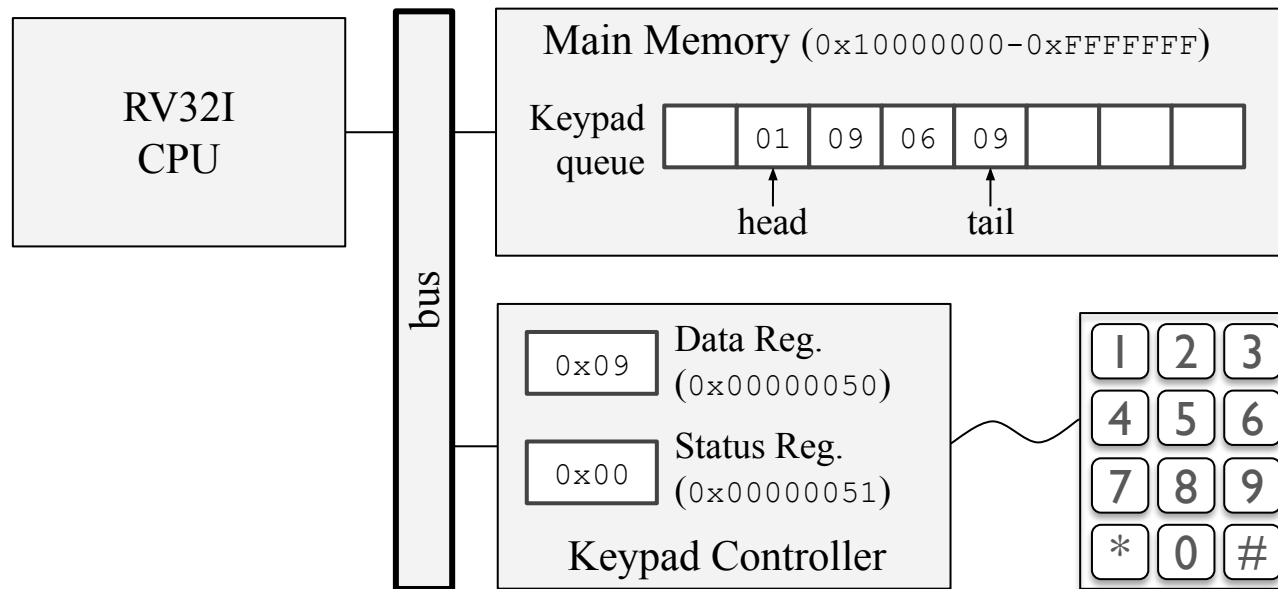 RV32I
CPU
bus
Main Memory (0x10000000-0xFFFFFFF)
Keypad
queue
01 09 06 09
head tail
0x09
Data Reg.
(0x00000050)
0x00
Status Reg.
(0x00000051)
Keypad Controller
1 2 3
4 5 6
7 8 9
* 0 #